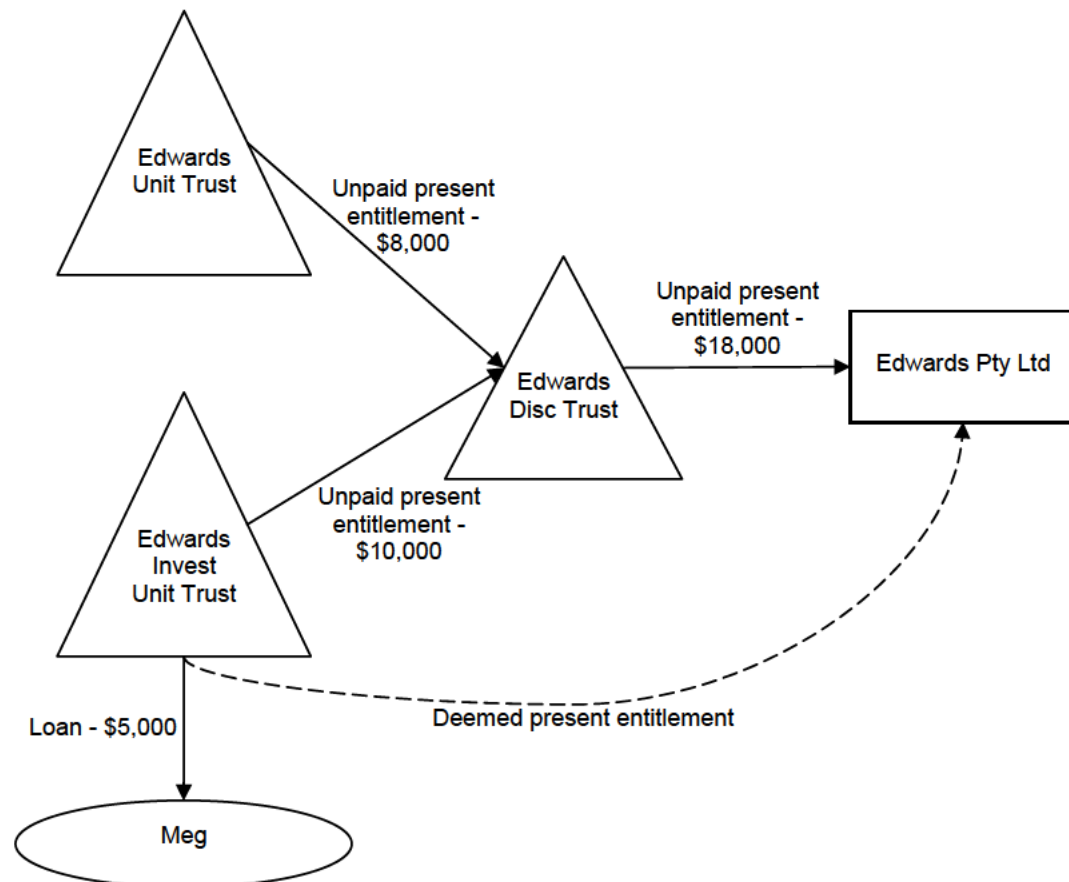 Edwards
Unit Trust
Unpaid present
entitlement -
$8,000
Unpaid present
entitlement -
$18,000
Edwards Pty Ltd
Edwards
Disc Trust
Unpaid present
entitlement -
$10,000
Edwards
Invest
Unit Trust
Deemed present entitlement
Loan - $5,000
Meg